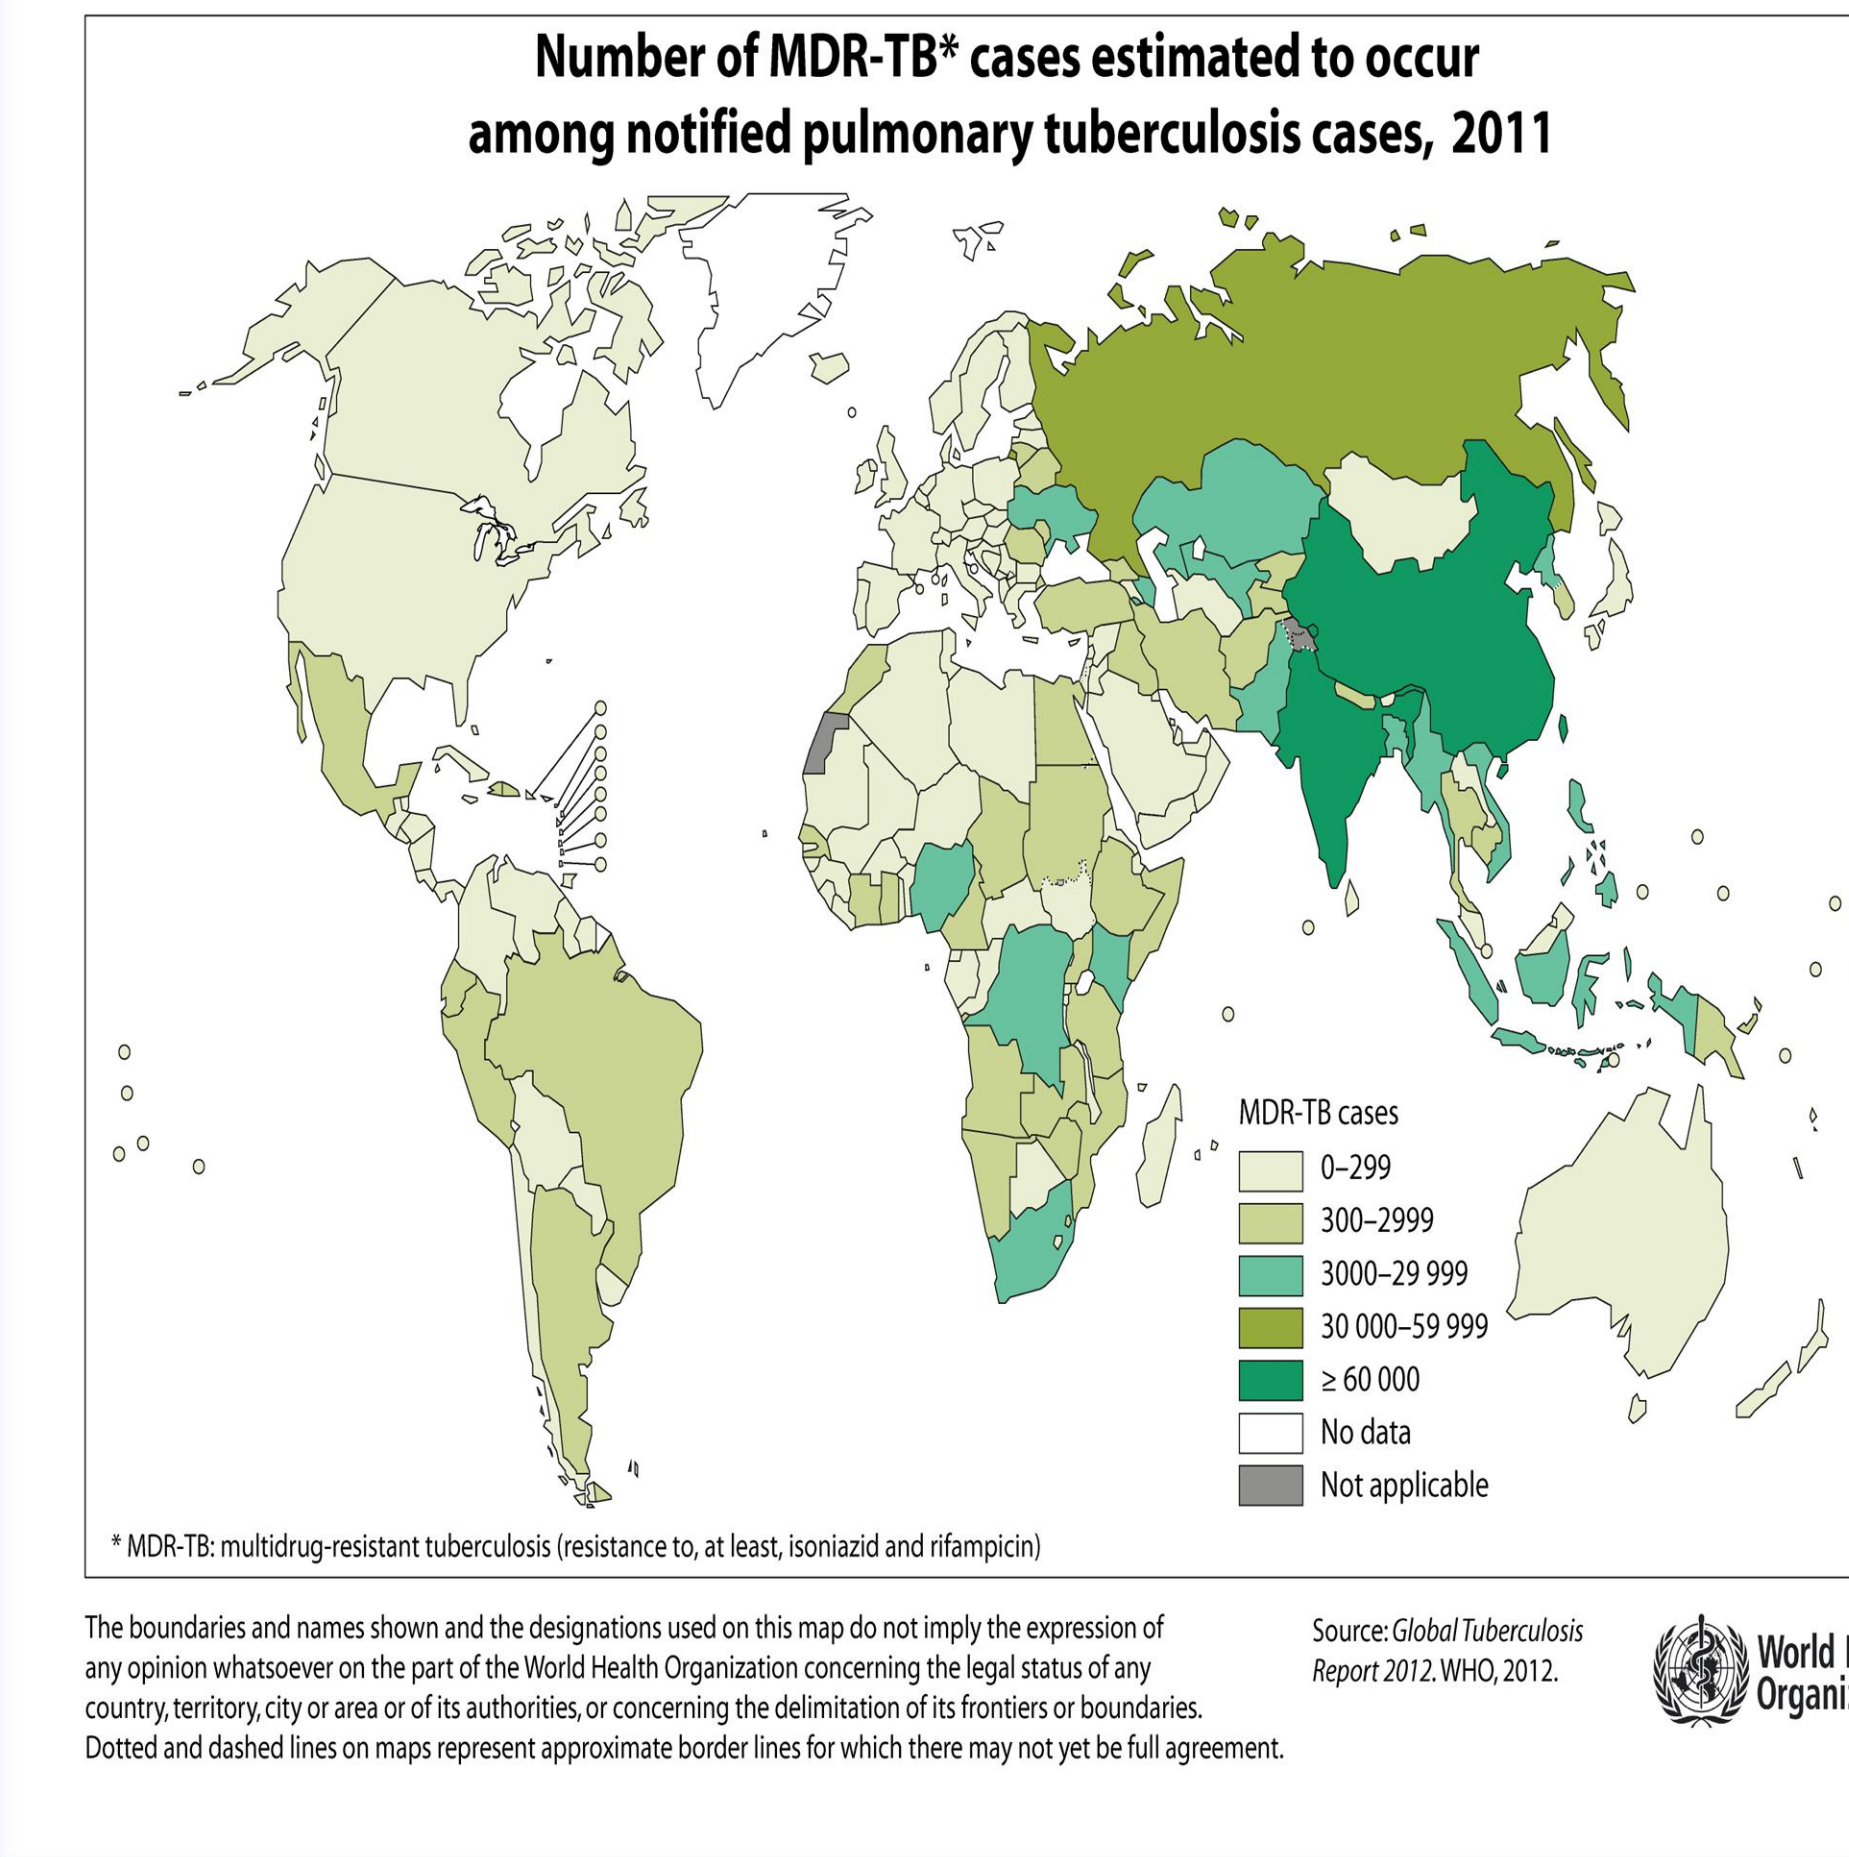 Number of MDR-TB* cases estimated to occur
among notified pulmonary tuberculosis cases, 2011
MDR-TB cases
0–299
300–2999
3000–29 999
30 000–59 999
≥ 60 000
No data
Not applicable
* MDR-TB: multidrug-resistant tuberculosis (resistance to, at least, isoniazid and rifampicin)
The boundaries and names shown and the designations used on this map do not imply the expression of
any opinion whatsoever on the part of the World Health Organization concerning the legal status of any
country, territory, city or area or of its authorities, or concerning the delimitation of its frontiers or boundaries.
Dotted and dashed lines on maps represent approximate border lines for which there may not yet be full agreement.
Source: Global Tuberculosis
Report 2012. WHO, 2012.
World